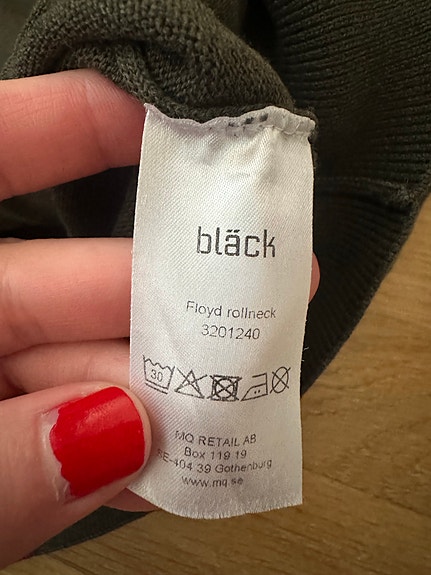 bläck
Floyd rollneck
3201240
30
MQ RETAIL AB
Box 119 19
SE-404 39 Gothenburg
www.mq.se